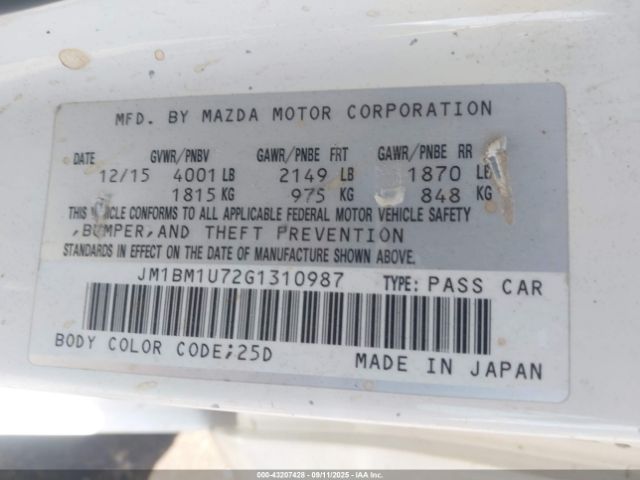 MFD. BY MAZDA MOTOR CORPORATION
DATE GVWR/PNBV GAWR/PNBE FRT GAWR/PNBE RR
12/15 4001 LB 2149 LB 1870 LB
1815 KG 975 KG 848 KG
THIS VEHICLE CONFORMS TO ALL APPLICABLE FEDERAL MOTOR VEHICLE SAFETY
,BUMPER,AND THEFT PREVENTION
STANDARDS IN EFFECT ON THE DATE OF MANUFACTURE SHOWN ABOVE.
JM1BM1U72G1310987 TYPE: PASS CAR
BODY COLOR CODE;25D MADE IN JAPAN
000-43207428 - 09/11/2025 - IAAI.COM